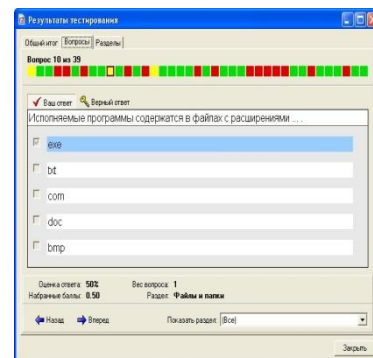 Результаты тестирования
Общий итог Вопросы Разделы
Вопрос 10 из 39
Ваш ответ Верный ответ
Исполняемые программы содержатся в файлах с расширениями ... .
exe
txt
com
doc
bmp
Оценка ответа: 50% Вес вопроса: 1
Набранные баллы: 0.50 Раздел: Файлы и папки
Назад Вперед Показать раздел: (Все)
Закрыть